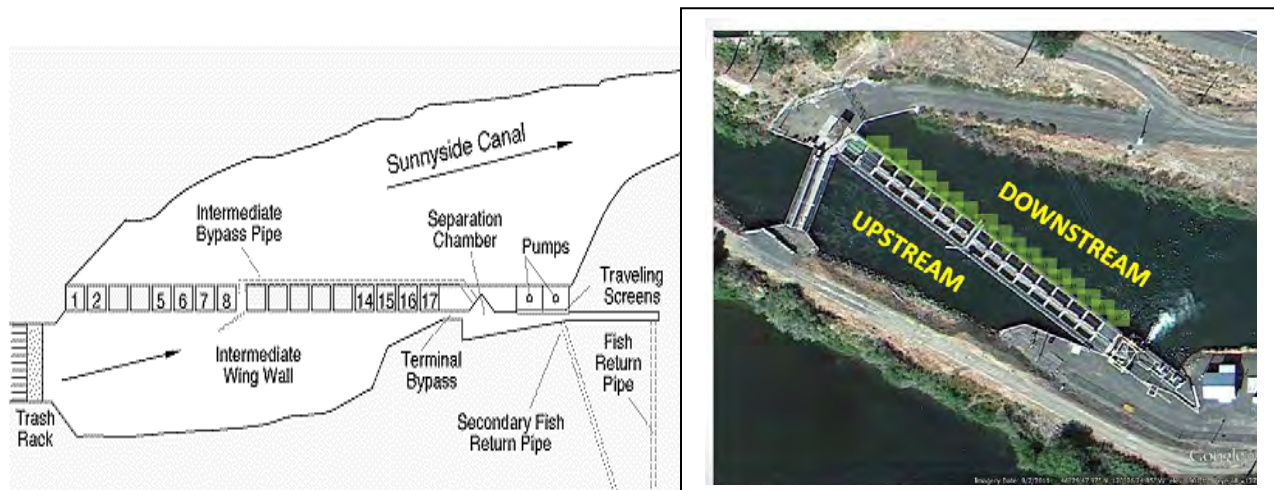 Sunnyside Canal
Intermediate
Bypass Pipe
Separation
Chamber
Pumps
Traveling
Screens
1 2 5 6 7 8 14 15 16 17
Intermediate
Wing Wall
Terminal
Bypass
Fish
Return
Pipe
Trash
Rack
Secondary Fish
Return Pipe
DOWNSTREAM
UPSTREAM
Google